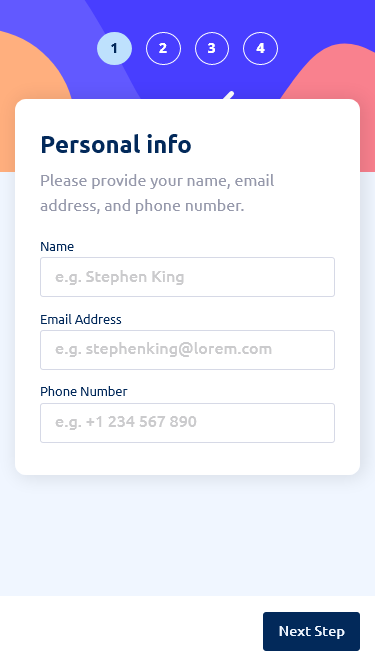 1 2 3 4
Personal info
Please provide your name, email
address, and phone number.
Name
e.g. Stephen King
Email Address
e.g. stephenking@lorem.com
Phone Number
e.g. +1 234 567 890
Next Step